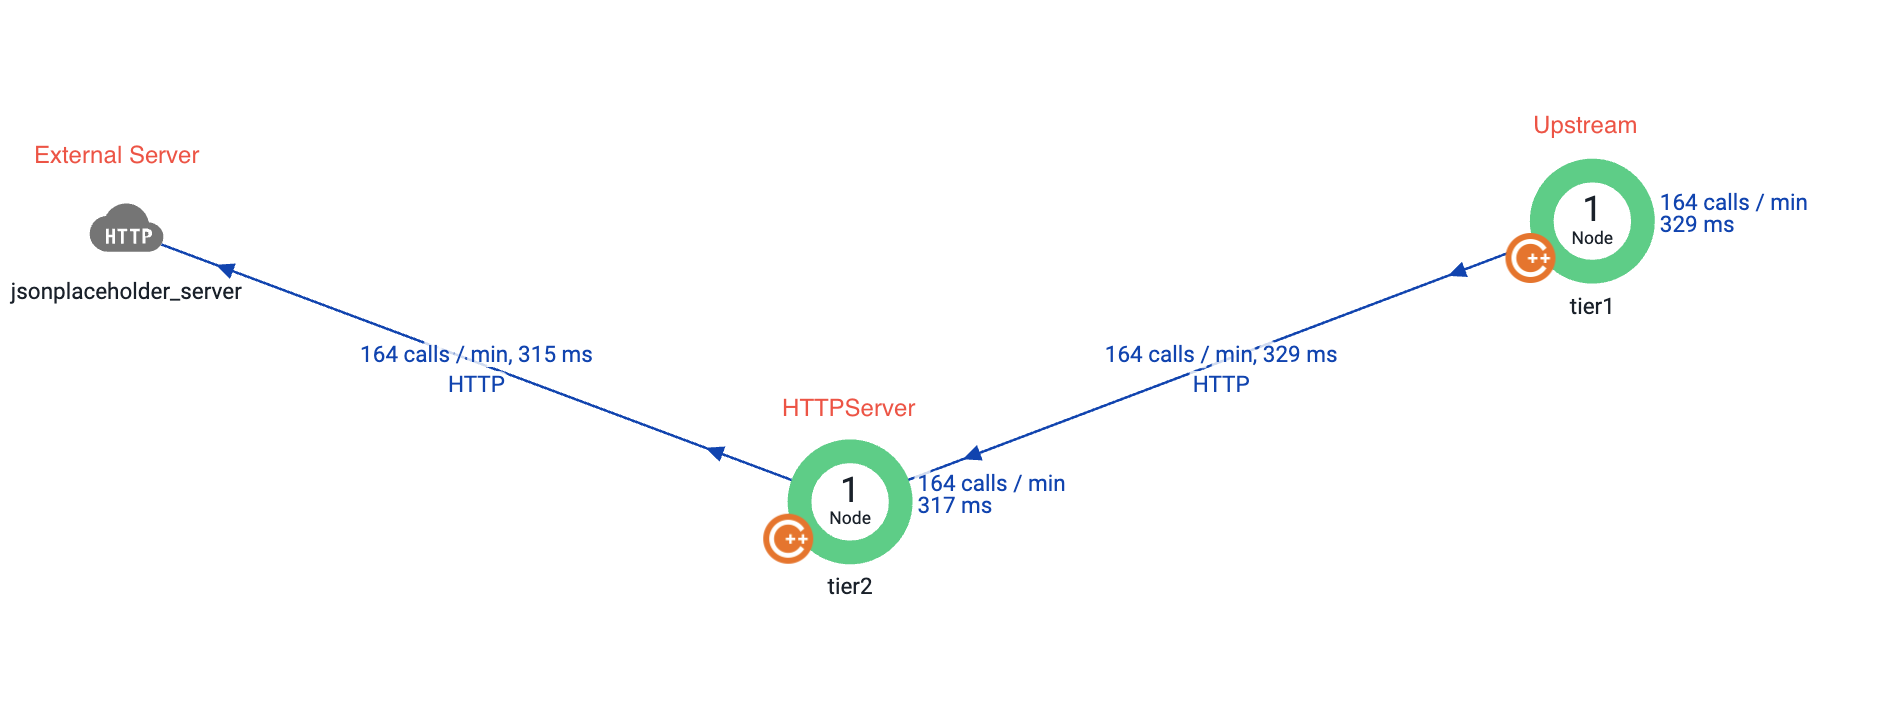 Upstream
External Server
1
Node
164 calls / min
329 ms
HTTP
++
jsonplaceholder_server
tier1
164 calls / min, 315 ms
HTTP
164 calls / min, 329 ms
HTTP
HTTPServer
1
Node
164 calls / min
317 ms
++
tier2